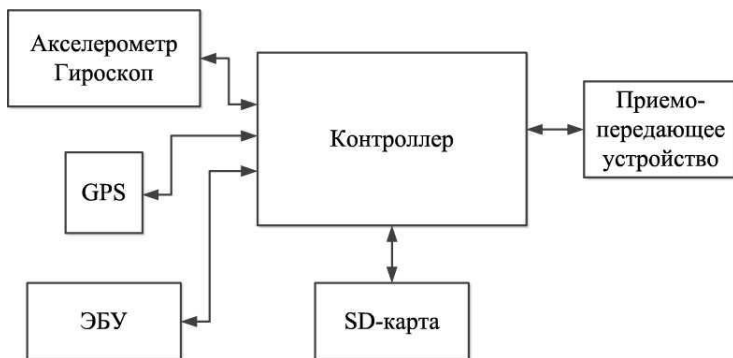 Акселерометр
Гироскоп
Контроллер
Приемо-
передающее
устройство
GPS
ЭБУ
SD-карта